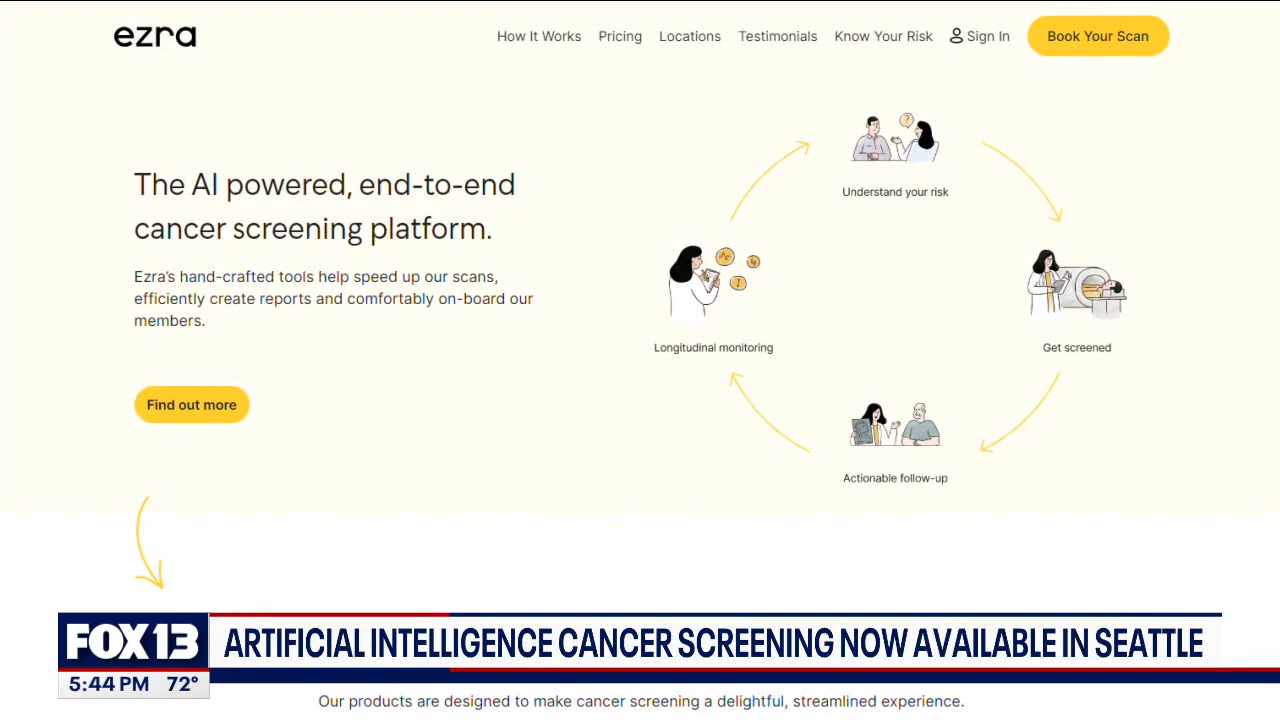 ezra
How It Works Pricing Locations Testimonials Know Your Risk Sign In Book Your Scan
?
Understand your risk
The AI powered, end-to-end
cancer screening platform.
Ezra's hand-crafted tools help speed up our scans,
efficiently create reports and comfortably on-board our
members.
Longitudinal monitoring
Get screened
Find out more
Actionable follow-up
FOX 13
ARTIFICIAL INTELLIGENCE CANCER SCREENING NOW AVAILABLE IN SEATTLE
5:44 PM 72°
Our products are designed to make cancer screening a delightful, streamlined experience.